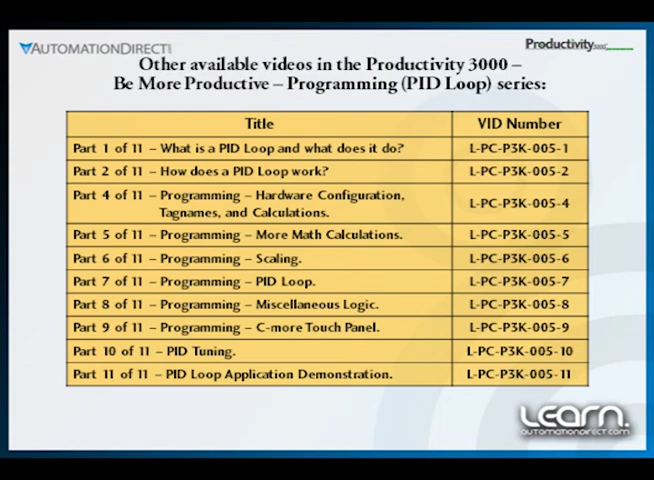 AUTOMATIONDIRECT.COM
Productivity3000
Other available videos in the Productivity 3000 –
Be More Productive – Programming (PID Loop) series:
Title VID Number
Part 1 of 11 – What is a PID Loop and what does it do? L-PC-P3K-005-1
Part 2 of 11 – How does a PID Loop work? L-PC-P3K-005-2
Part 4 of 11 – Programming – Hardware Configuration,
Tagnames, and Calculations. L-PC-P3K-005-4
Part 5 of 11 – Programming – More Math Calculations. L-PC-P3K-005-5
Part 6 of 11 – Programming – Scaling. L-PC-P3K-005-6
Part 7 of 11 – Programming – PID Loop. L-PC-P3K-005-7
Part 8 of 11 – Programming – Miscellaneous Logic. L-PC-P3K-005-8
Part 9 of 11 – Programming – C-more Touch Panel. L-PC-P3K-005-9
Part 10 of 11 – PID Tuning. L-PC-P3K-005-10
Part 11 of 11 – PID Loop Application Demonstration. L-PC-P3K-005-11
LEARN.
AUTOMATIONDIRECT.COM